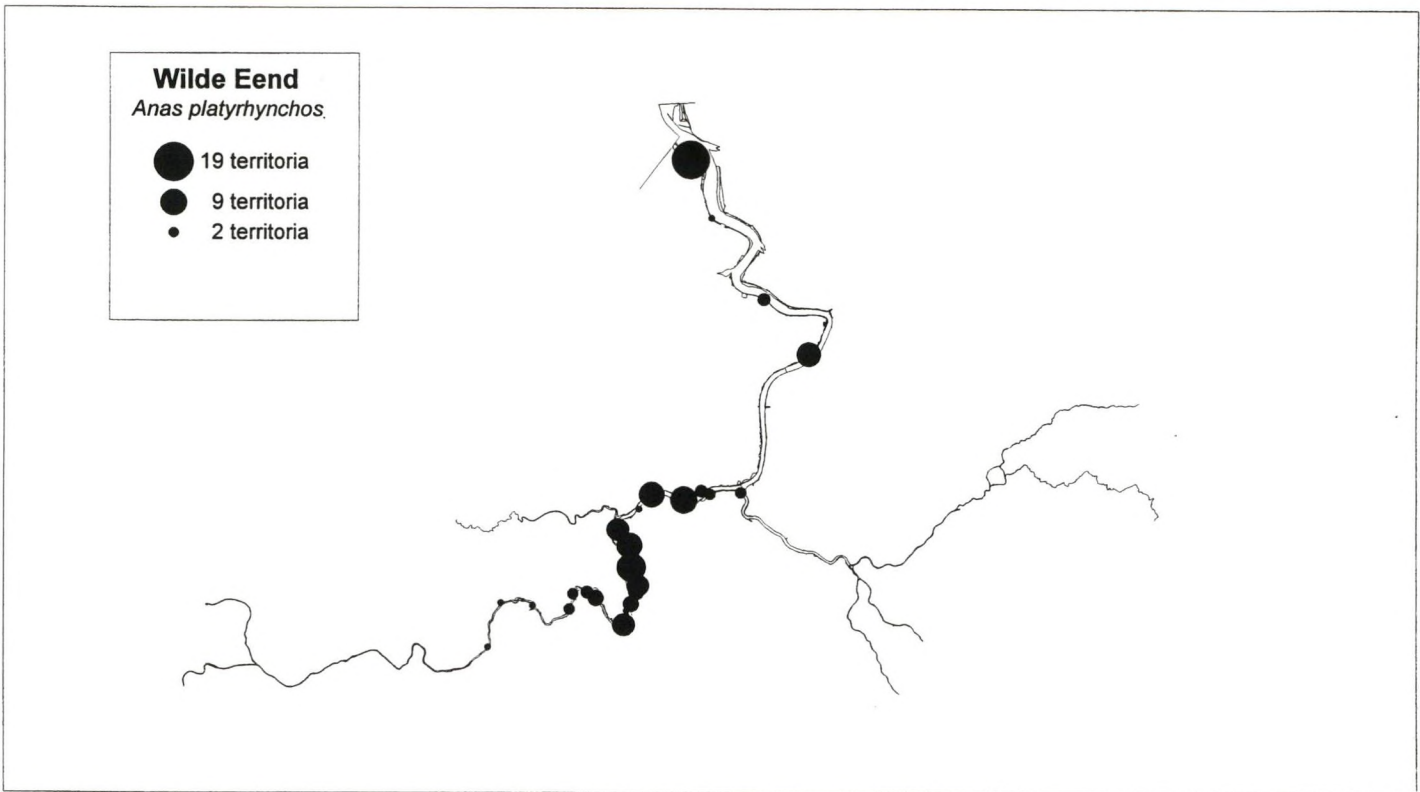 Wilde Eend
Anas platyrhynchos.
19 territoria
9 territoria
2 territoria